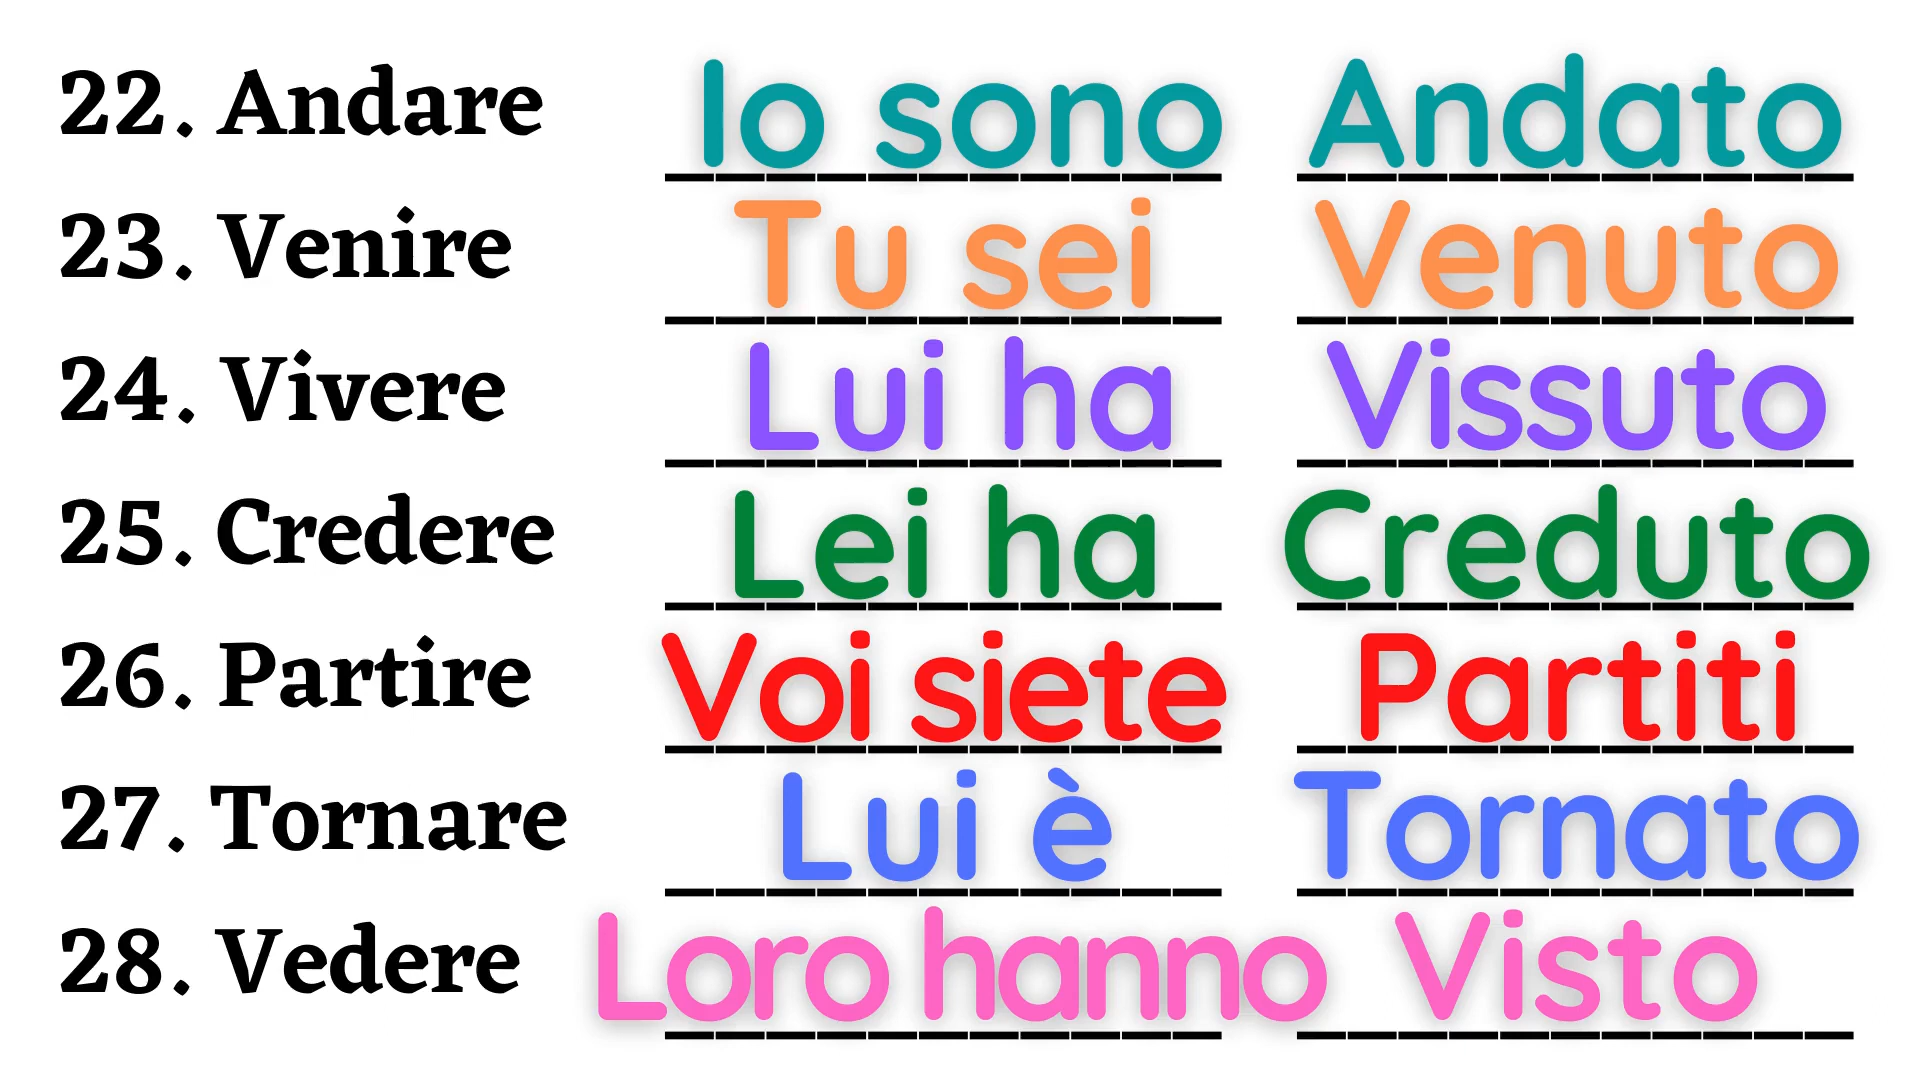 22. Andare Io sono Andato
23. Venire Tu sei Venuto
24. Vivere Lui ha Vissuto
25. Credere Lei ha Creduto
26. Partire Voi siete Partiti
27. Tornare Lui è Tornato
28. Vedere Loro hanno Visto